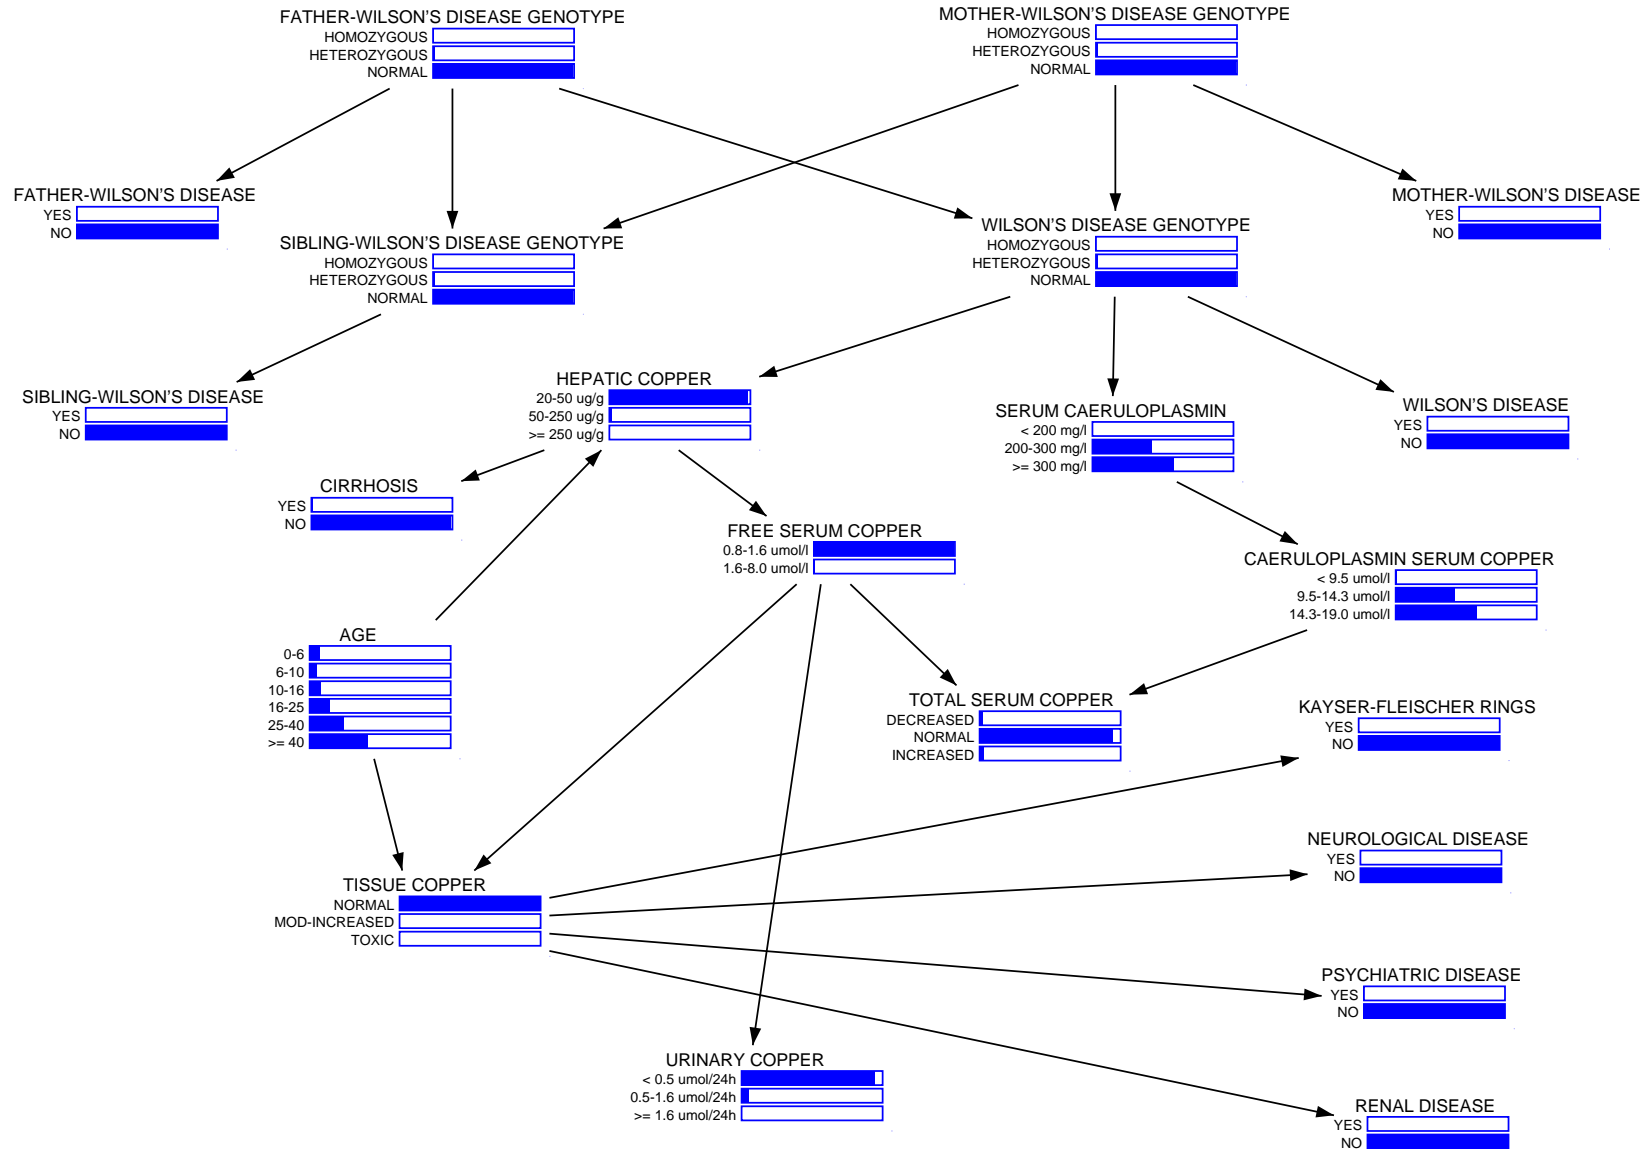 FATHER-WILSON'S DISEASE GENOTYPE
HOMOZYGOUS
HETEROZYGOUS
NORMAL
MOTHER-WILSON'S DISEASE GENOTYPE
HOMOZYGOUS
HETEROZYGOUS
NORMAL
FATHER-WILSON'S DISEASE
YES
NO
MOTHER-WILSON'S DISEASE
YES
NO
SIBLING-WILSON'S DISEASE GENOTYPE
HOMOZYGOUS
HETEROZYGOUS
NORMAL
WILSON'S DISEASE GENOTYPE
HOMOZYGOUS
HETEROZYGOUS
NORMAL
SIBLING-WILSON'S DISEASE
YES
NO
HEPATIC COPPER
20-50 ug/g
50-250 ug/g
>= 250 ug/g
SERUM CAERULOPLASMIN
< 200 mg/l
200-300 mg/l
>= 300 mg/l
WILSON'S DISEASE
YES
NO
CIRRHOSIS
YES
NO
FREE SERUM COPPER
0.8-1.6 umol/l
1.6-8.0 umol/l
CAERULOPLASMIN SERUM COPPER
< 9.5 umol/l
9.5-14.3 umol/l
14.3-19.0 umol/l
AGE
0-6
6-10
10-16
16-25
25-40
>= 40
TOTAL SERUM COPPER
DECREASED
NORMAL
INCREASED
KAYSER-FLEISCHER RINGS
YES
NO
NEUROLOGICAL DISEASE
YES
NO
TISSUE COPPER
NORMAL
MOD-INCREASED
TOXIC
PSYCHIATRIC DISEASE
YES
NO
URINARY COPPER
< 0.5 umol/24h
0.5-1.6 umol/24h
>= 1.6 umol/24h
RENAL DISEASE
YES
NO